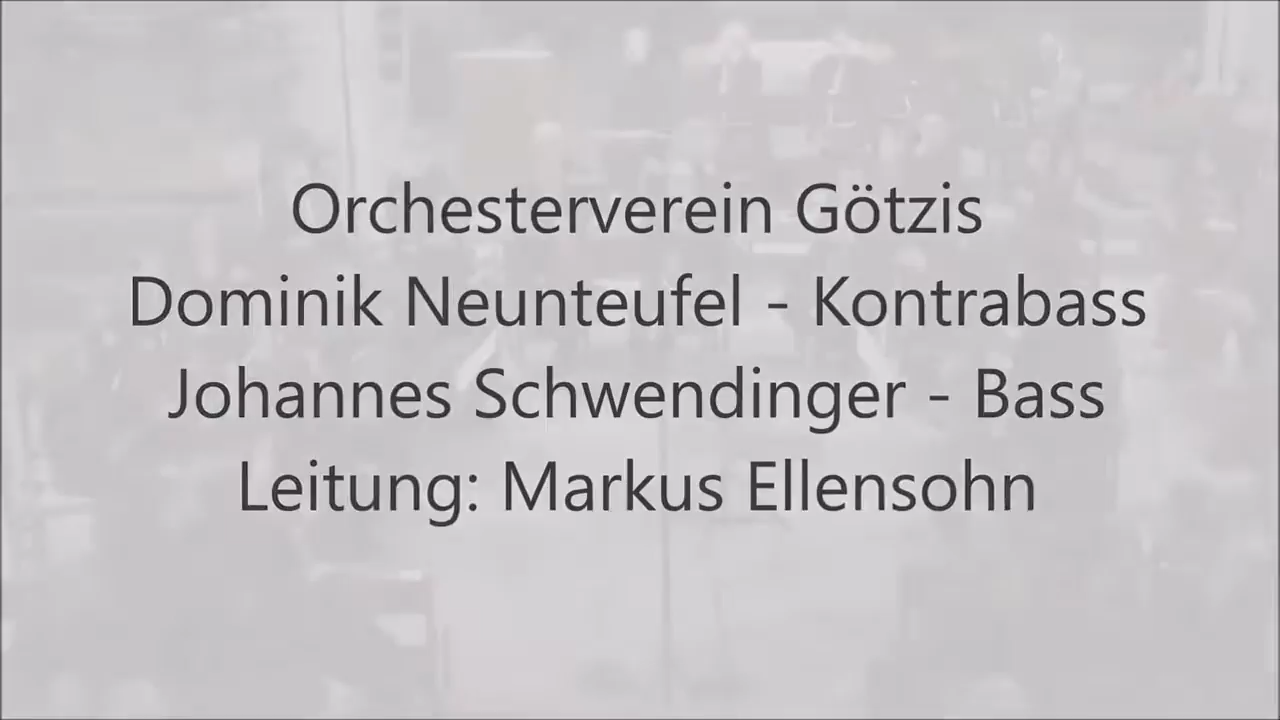 Orchesterverein Götzis
Dominik Neunteufel - Kontrabass
Johannes Schwendinger - Bass
Leitung: Markus Ellensohn